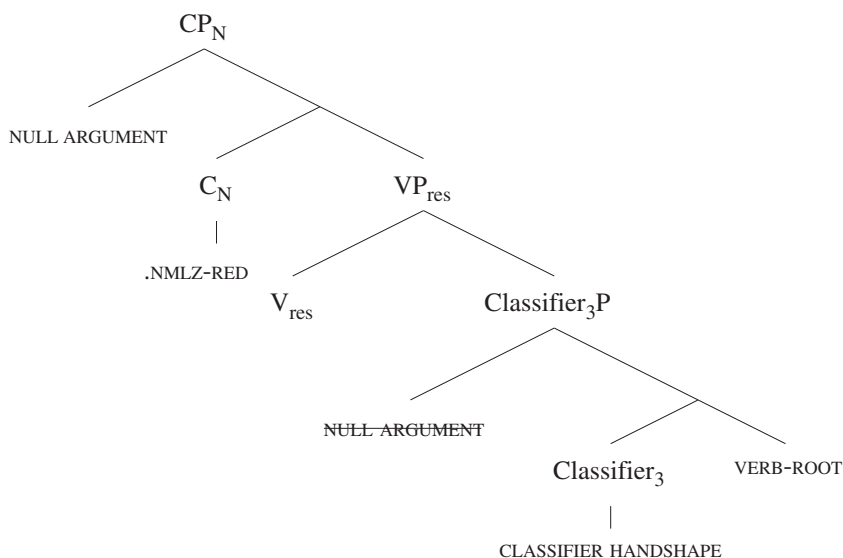 CP_N
NULL ARGUMENT
C_N VP_res
.NMLZ-RED
V_res Classifier_3P
NULL ARGUMENT
Classifier_3 VERB-ROOT
CLASSIFIER HANDSHAPE